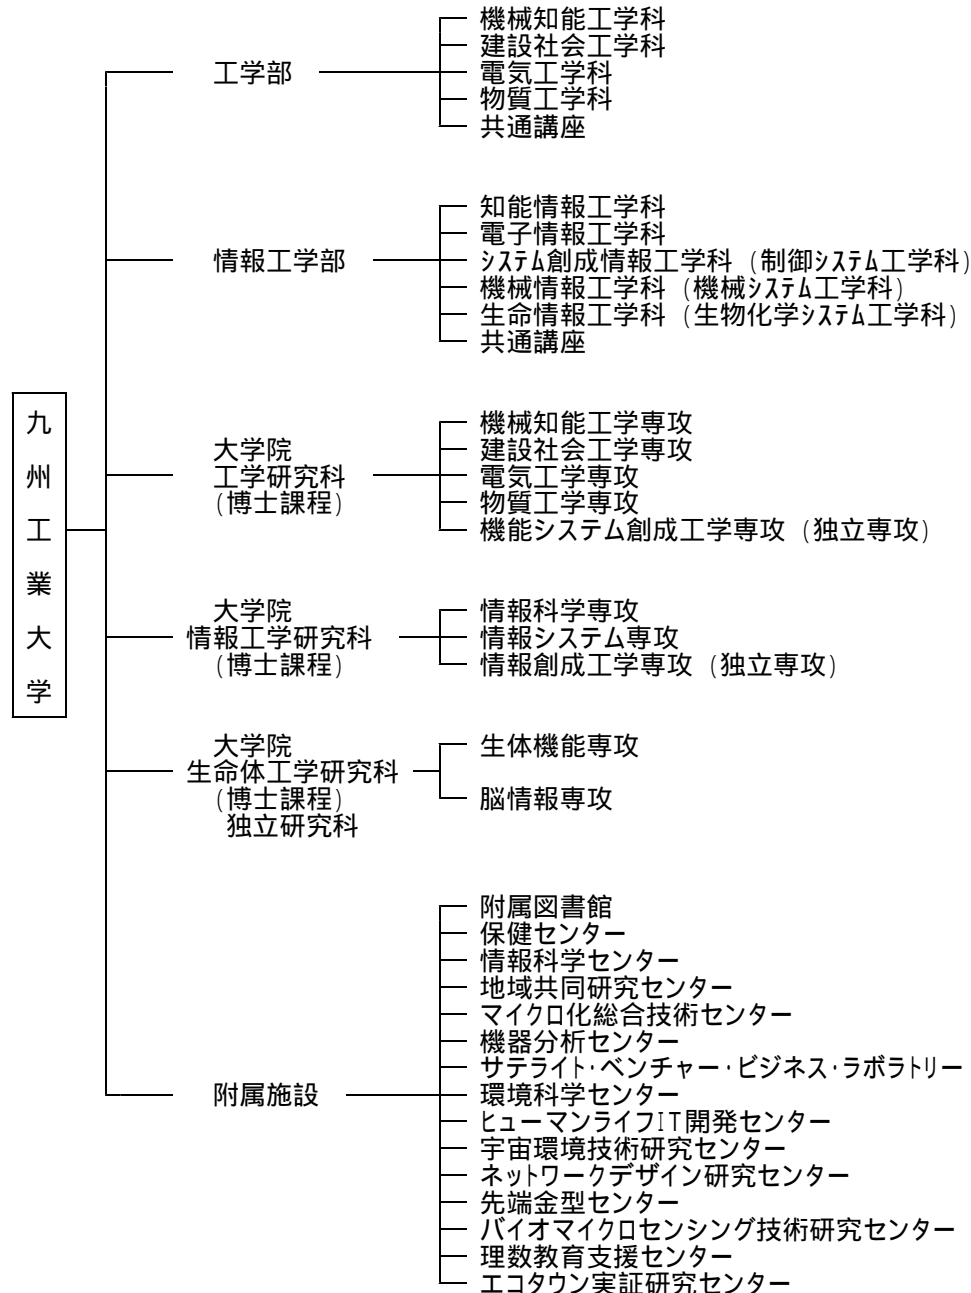 九州工業大学
工学部
機械知能工学科
建設社会工学科
電気工学科
物質工学科
共通講座
情報工学部
知能情報工学科
電子情報工学科
ｼｽﾃﾑ創成情報工学科 (制御ｼｽﾃﾑ工学科)
機械情報工学科 (機械ｼｽﾃﾑ工学科)
生命情報工学科 (生物化学ｼｽﾃﾑ工学科)
共通講座
大学院
工学研究科
(博士課程)
機械知能工学専攻
建設社会工学専攻
電気工学専攻
物質工学専攻
機能システム創成工学専攻 (独立専攻)
大学院
情報工学研究科
(博士課程)
情報科学専攻
情報システム専攻
情報創成工学専攻 (独立専攻)
大学院
生命体工学研究科
(博士課程)
独立研究科
生体機能専攻
脳情報専攻
附属施設
附属図書館
保健センター
情報科学センター
地域共同研究センター
マイクロ化総合技術センター
機器分析センター
サテライト・ベンチャー・ビジネス・ラボラトリー
環境科学センター
ヒューマンライフIT開発センター
宇宙環境技術研究センター
ネットワークデザイン研究センター
先端金型センター
バイオマイクロセンシング技術研究センター
理数教育支援センター
エコタウン実証研究センター